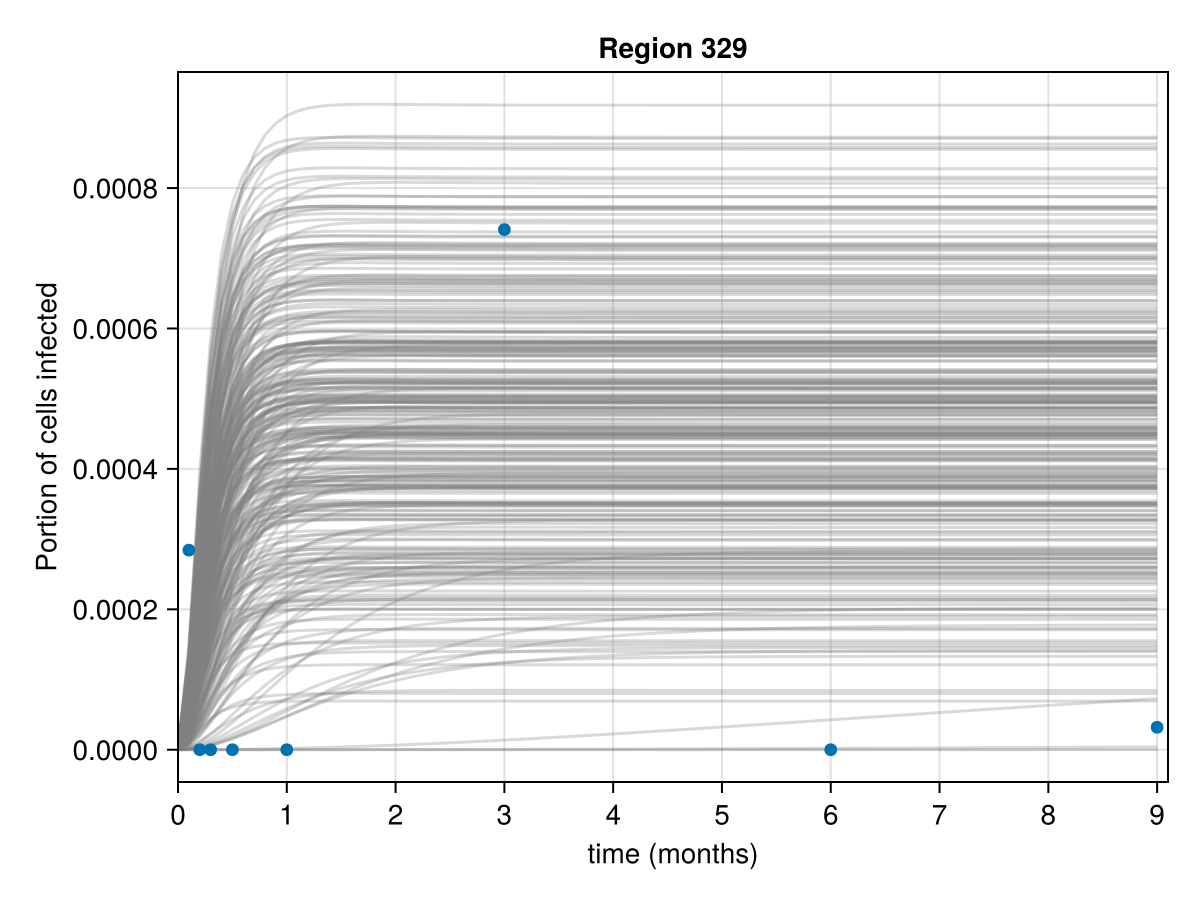 Region 329
Portion of cells infected
0.0008
0.0006
0.0004
0.0002
0.0000
0 1 2 3 4 5 6 7 8 9
time (months)